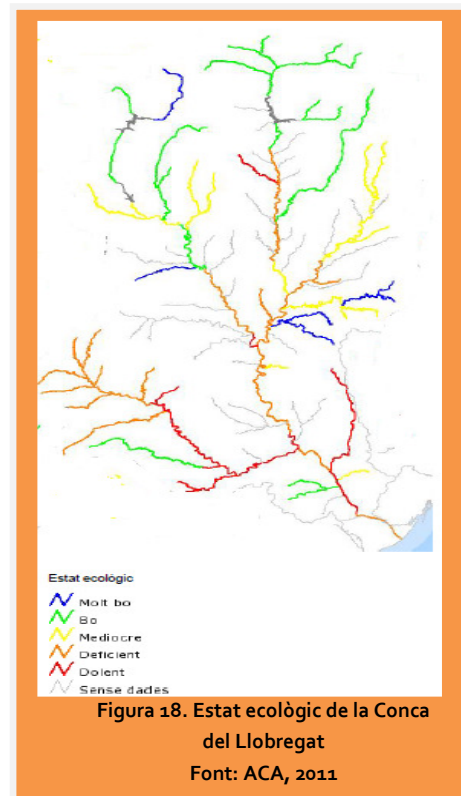 Estat ecològic
Molt bo
Bo
Mediocre
Deficient
Dolent
Sense dades
Figura 18. Estat ecològic de la Conca
del Llobregat
Font: ACA, 2011